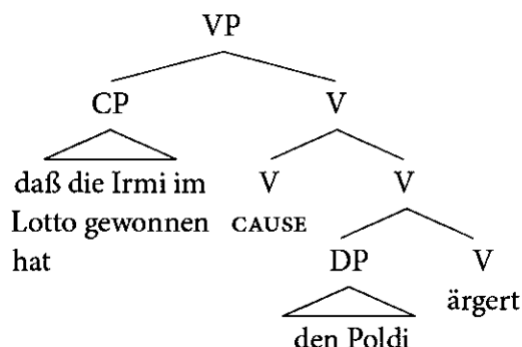 VP
CP V
daß die Irmi im V V
Lotto gewonnen CAUSE
hat DP V
ärgert
den Poldi